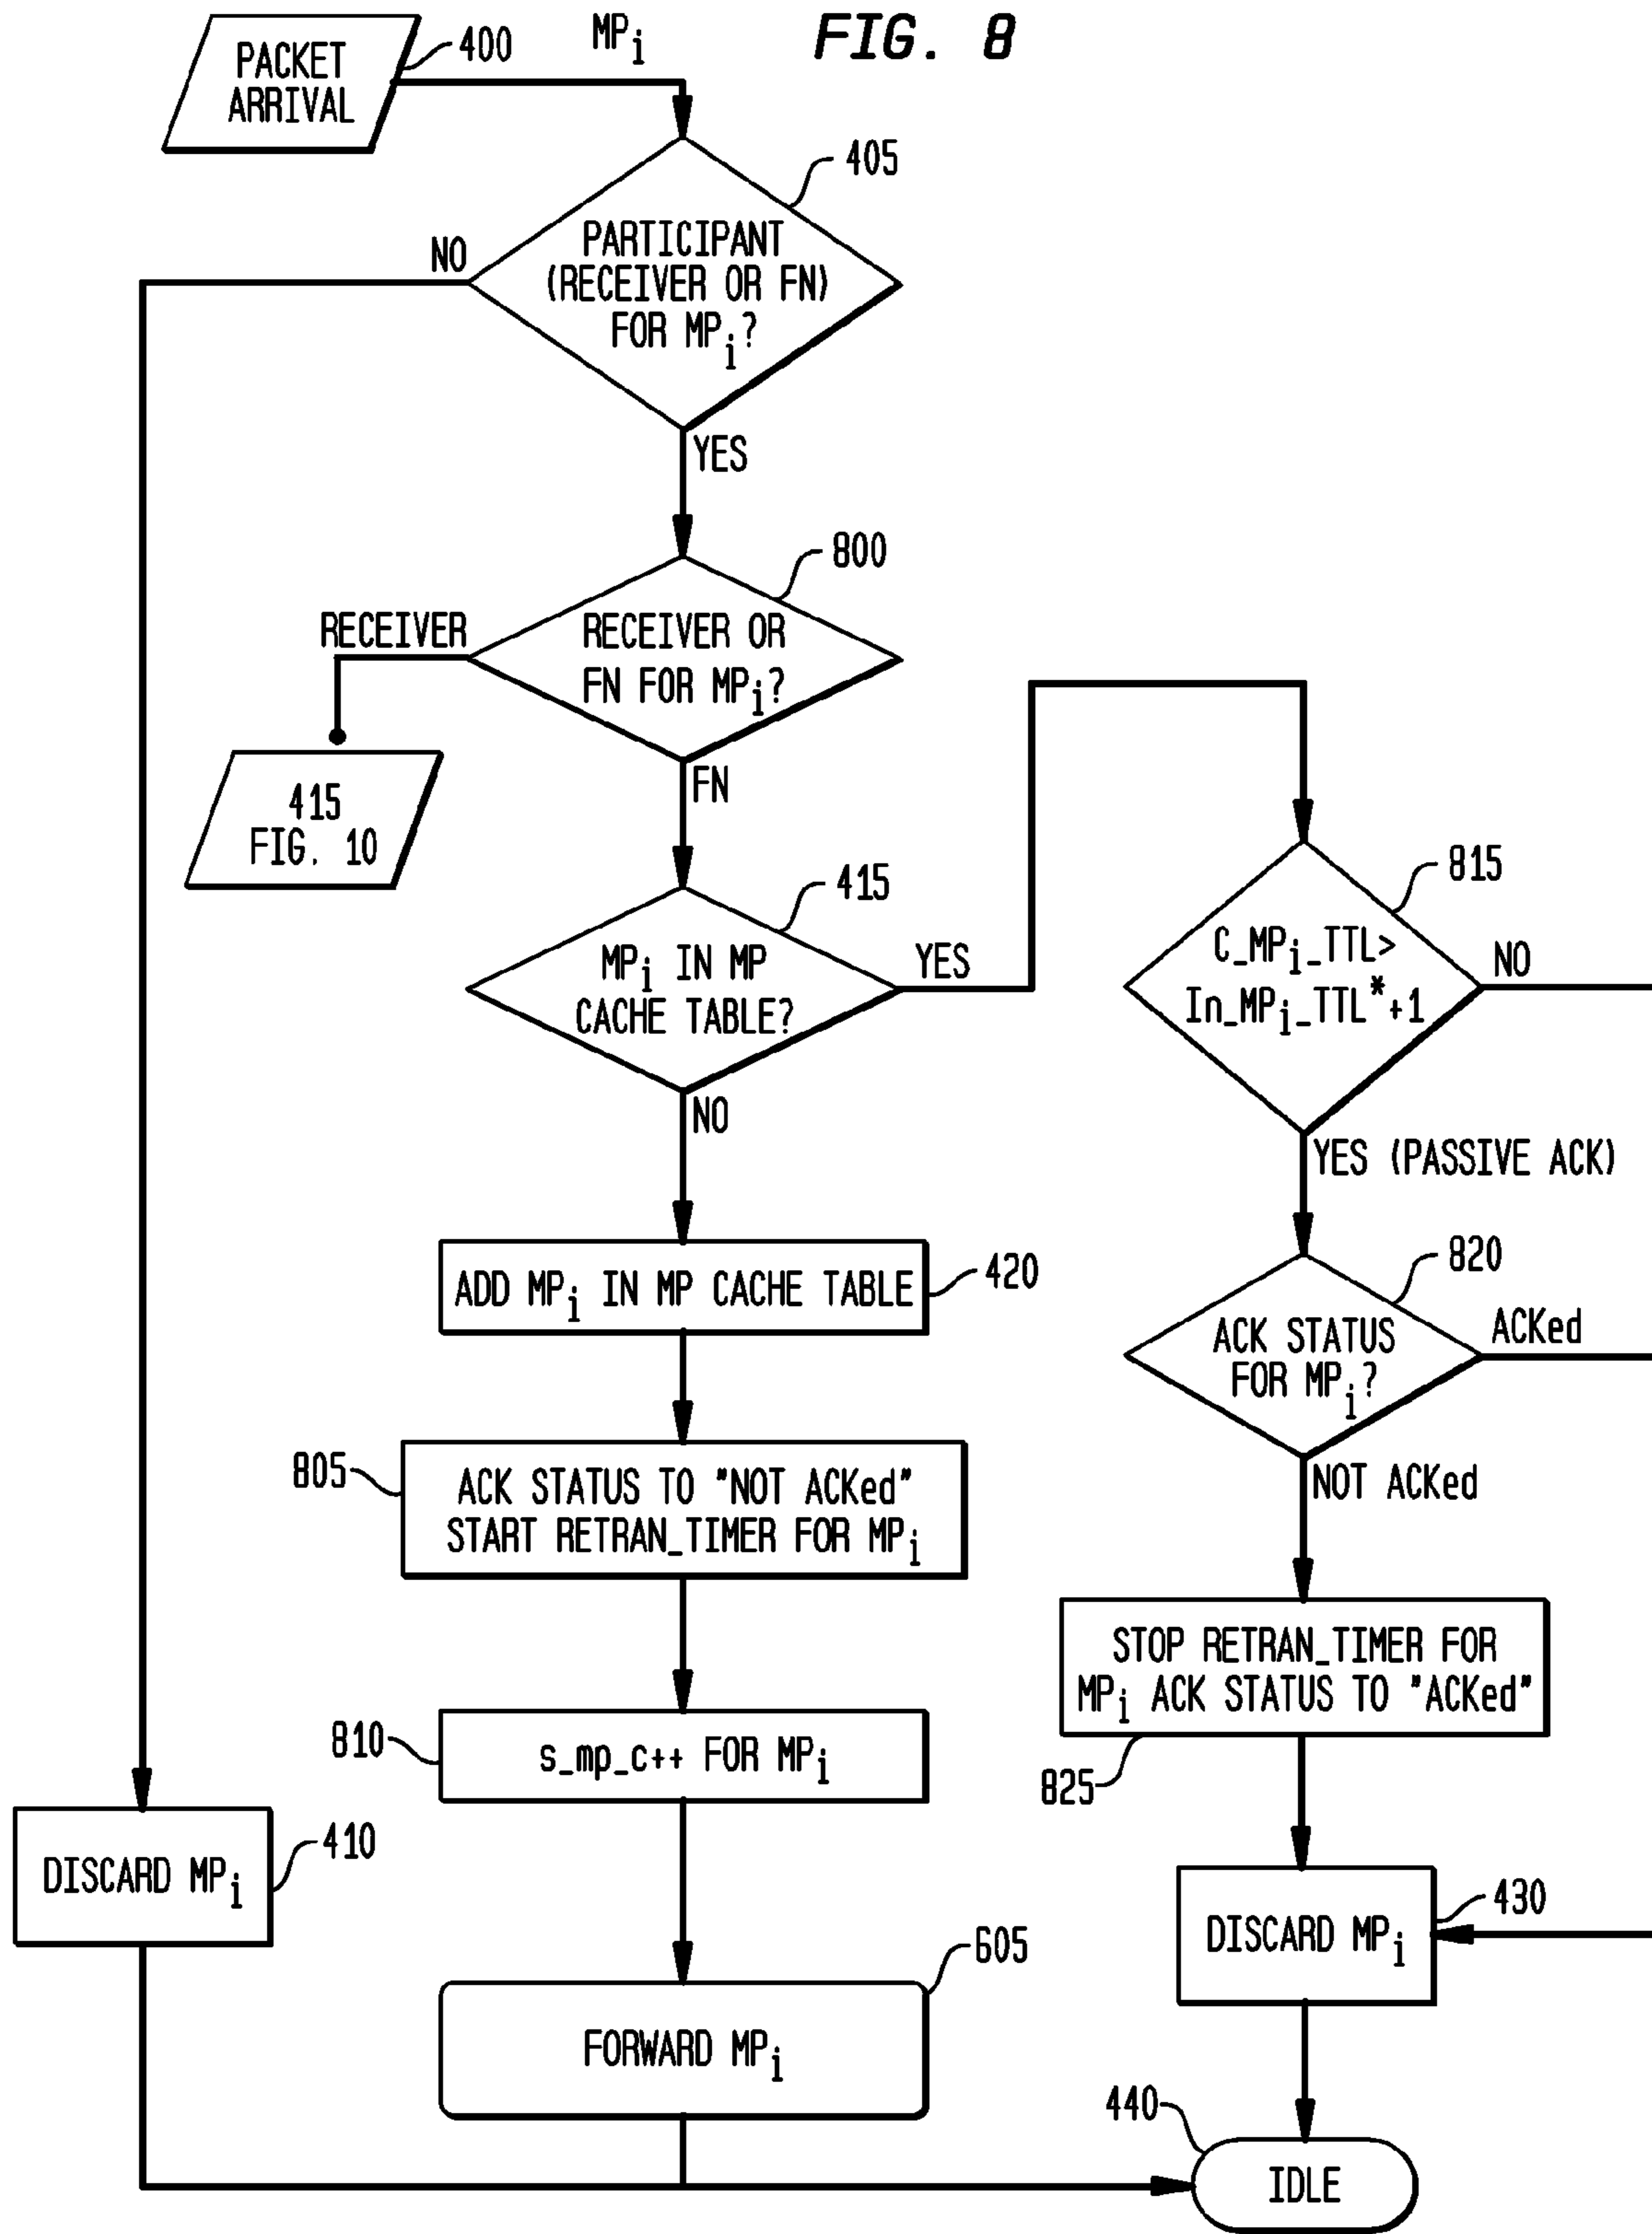 FIG. 8
PACKET
ARRIVAL
400
MPi
405
PARTICIPANT
(RECEIVER OR FN)
FOR MPi?
NO
YES
800
RECEIVER OR
FN FOR MPi?
RECEIVER
415
FIG. 10
FN
415
MPi IN MP
CACHE TABLE?
YES
NO
815
C_MPi_TTL>
In_MPi_TTL*+1
NO
YES (PASSIVE ACK)
420
ADD MPi IN MP CACHE TABLE
820
ACK STATUS
FOR MPi?
ACKed
NOT ACKed
805
ACK STATUS TO "NOT ACKed"
START RETRAN_TIMER FOR MPi
STOP RETRAN_TIMER FOR
MPi ACK STATUS TO "ACKed"
825
810
s_mp_c++ FOR MPi
DISCARD MPi
410
DISCARD MPi
430
605
FORWARD MPi
440
IDLE